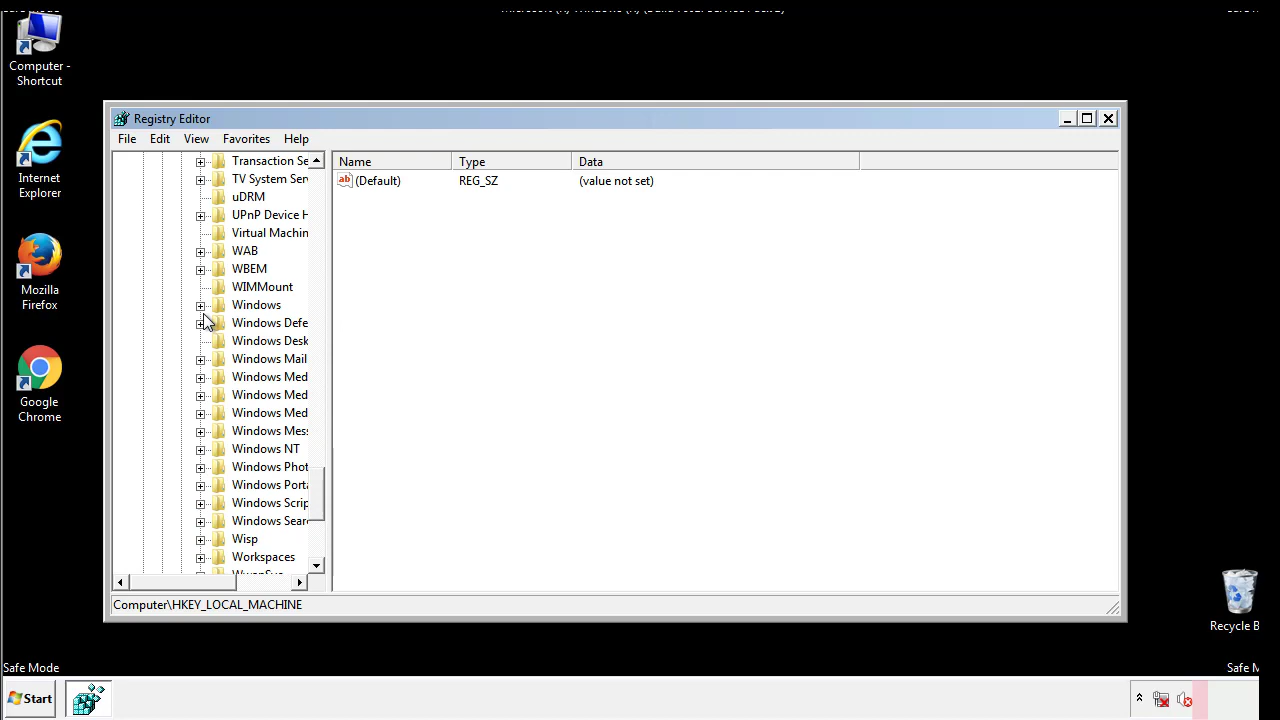 Computer -
Shortcut
Internet
Explorer
Mozilla
Firefox
Google
Chrome
Registry Editor
File Edit View Favorites Help
Transaction Se
TV System Serv
uDRM
UPnP Device H
Virtual Machin
WAB
WBEM
WIMMount
Windows
Windows Defe
Windows Desk
Windows Mail
Windows Med
Windows Med
Windows Med
Windows Mess
Windows NT
Windows Phot
Windows Porta
Windows Scrip
Windows Sear
Wisp
Workspaces
Name Type Data
ab (Default) REG_SZ (value not set)
Computer\HKEY_LOCAL_MACHINE
Recycle B
Safe Mode
Safe M
Start